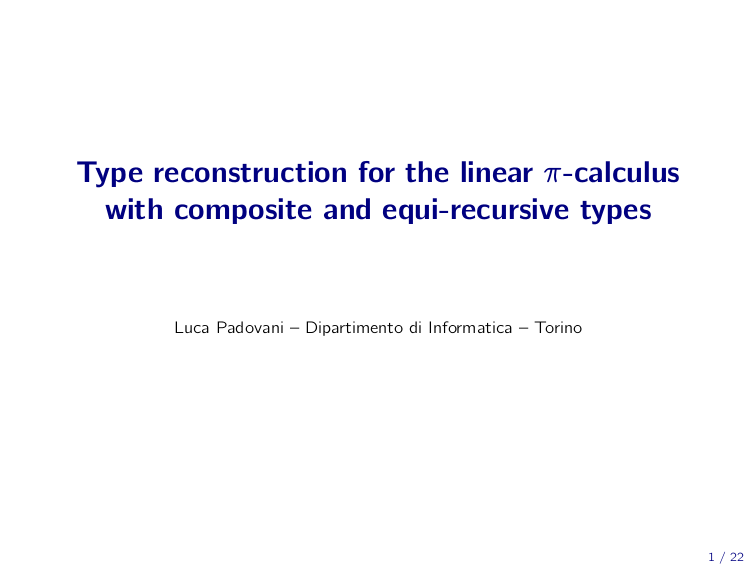 Type reconstruction for the linear π-calculus
with composite and equi-recursive types
Luca Padovani – Dipartimento di Informatica – Torino
1 / 22